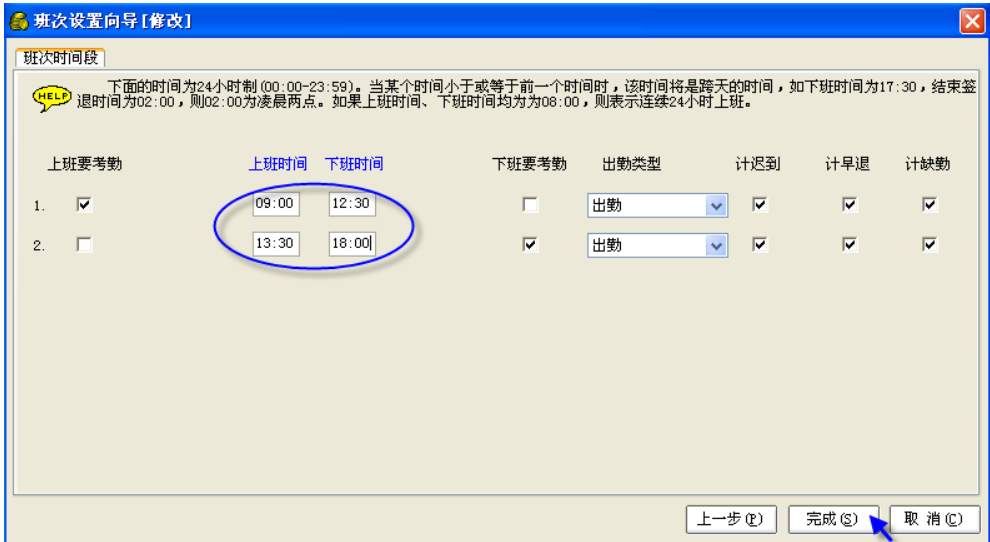 班次设置向导[修改]
班次时间段
HELP
下面的时间为24小时制(00:00-23:59)。当某个时间小于或等于前一个时间时，该时间将是跨天的时间，如下班时间为17:30，结束签
退时间为02:00，则02:00为凌晨两点。如果上班时间、下班时间均为为08:00，则表示连续24小时上班。
上班要考勤 上班时间 下班时间 下班要考勤 出勤类型 计迟到 计早退 计缺勤
1. 09:00 12:30 出勤
2. 13:30 18:00 出勤
上一步(P) 完成(S) 取 消(C)